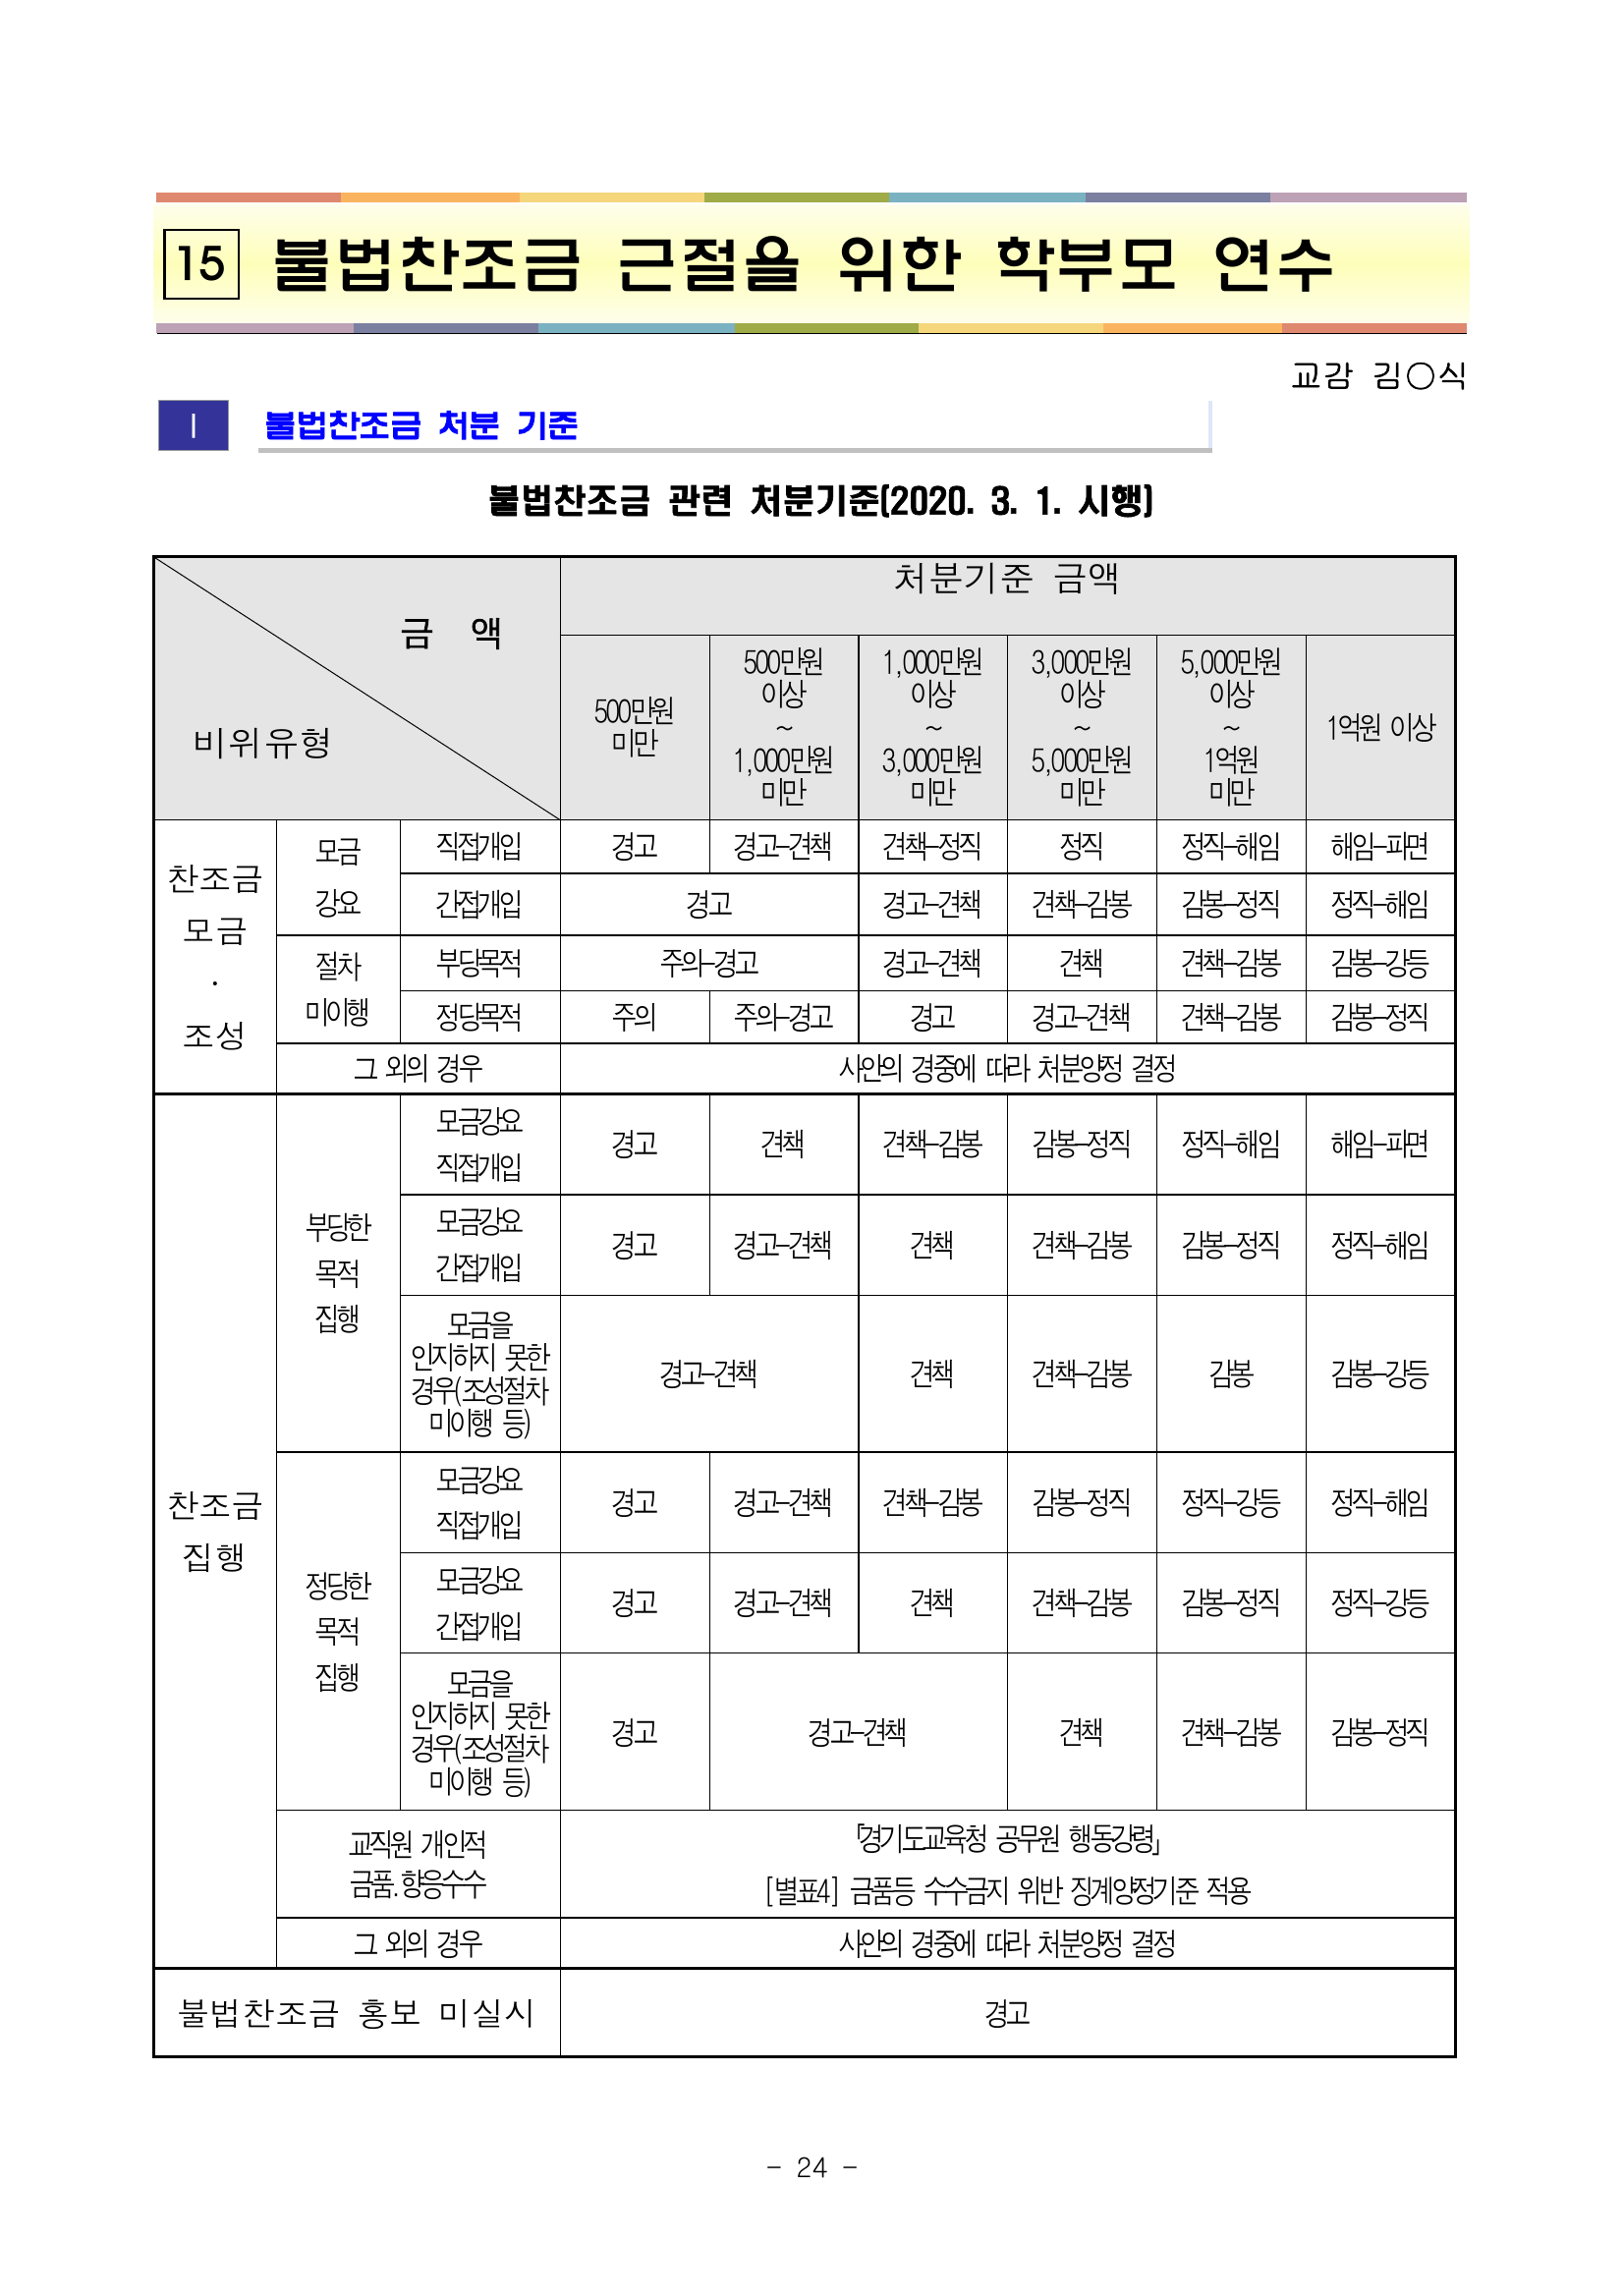 15 불법찬조금 근절을 위한 학부모 연수
교감 김○식
Ⅰ 불법찬조금 처분 기준
불법찬조금 관련 처분기준(2020. 3. 1. 시행)
금 액
비위유형
처분기준 금액
500만원
미만
500만원
이상
~
1,000만원
미만
1,000만원
이상
~
3,000만원
미만
3,000만원
이상
~
5,000만원
미만
5,000만원
이상
~
1억원
미만
1억원 이상
찬조금
모금
·
조성
모금
강요
직접개입 경고 경고-견책 견책-정직 정직 정직-해임 해임-파면
간접개입 경고 경고-견책 견책-감봉 감봉-정직 정직-해임
절차
미이행
부당목적 주의-경고 경고-견책 견책 견책-감봉 감봉-강등
정당목적 주의 주의-경고 경고 경고-견책 견책-감봉 감봉-정직
그 외의 경우 사안의 경중에 따라 처분양정 결정
찬조금
집행
부당한
목적
집행
모금강요
직접개입
경고 견책 견책-감봉 감봉-정직 정직-해임 해임-파면
모금강요
간접개입
경고 경고-견책 견책 견책-감봉 감봉-정직 정직-해임
모금을
인지하지 못한
경우(조성절차
미이행 등)
경고-견책 견책 견책-감봉 감봉 감봉-강등
정당한
목적
집행
모금강요
직접개입
경고 경고-견책 견책-감봉 감봉-정직 정직-강등 정직-해임
모금강요
간접개입
경고 경고-견책 견책 견책-감봉 감봉-정직 정직-강등
모금을
인지하지 못한
경우(조성절차
미이행 등)
경고 경고-견책 견책 견책-감봉 감봉-정직
교직원 개인적
금품.향응수수
「경기도교육청 공무원 행동강령」
[별표4] 금품등 수수금지 위반 징계양정기준 적용
그 외의 경우 사안의 경중에 따라 처분양정 결정
불법찬조금 홍보 미실시 경고
- 24 -